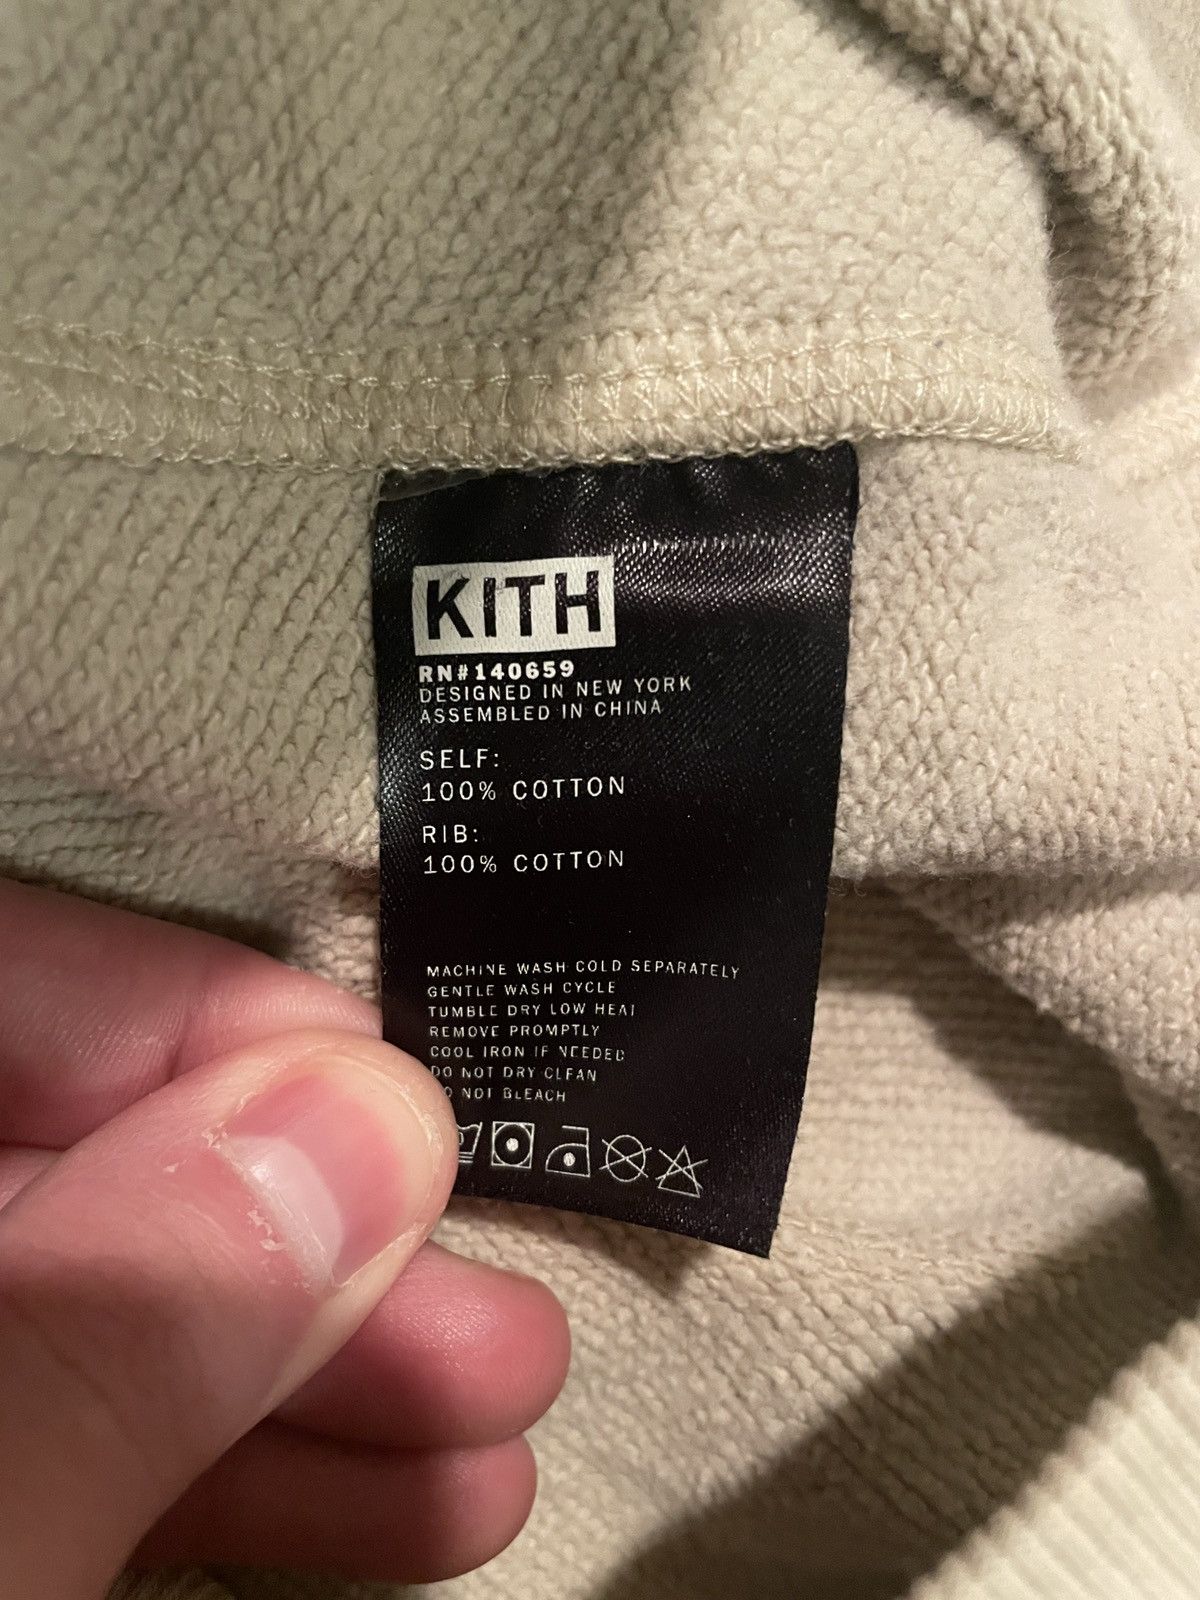 KITH
RN#140659
DESIGNED IN NEW YORK
ASSEMBLED IN CHINA
SELF:
100% COTTON
RIB:
100% COTTON
MACHINE WASH COLD SEPARATELY
GENTLE WASH CYCLE
TUMBLE DRY LOW HEAT
REMOVE PROMPTLY
COOL IRON IF NEEDED
DO NOT DRY CLEAN
DO NOT BLEACH